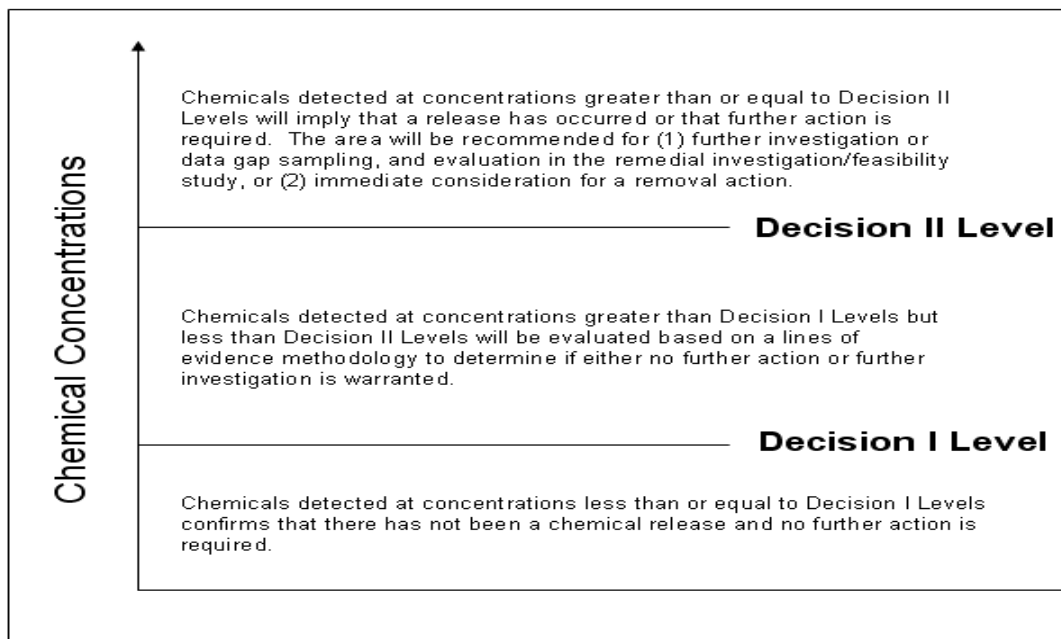 Chemicals detected at concentrations greater than or equal to Decision II
Levels will imply that a release has occurred or that further action is
required. The area will be recommended for (1) further investigation or
data gap sampling, and evaluation in the remedial investigation/feasibility
study, or (2) immediate consideration for a removal action.
Decision II Level
Chemical Concentrations
Chemicals detected at concentrations greater than Decision I Levels but
less than Decision II Levels will be evaluated based on a lines of
evidence methodology to determine if either no further action or further
investigation is warranted.
Decision I Level
Chemicals detected at concentrations less than or equal to Decision I Levels
confirms that there has not been a chemical release and no further action is
required.